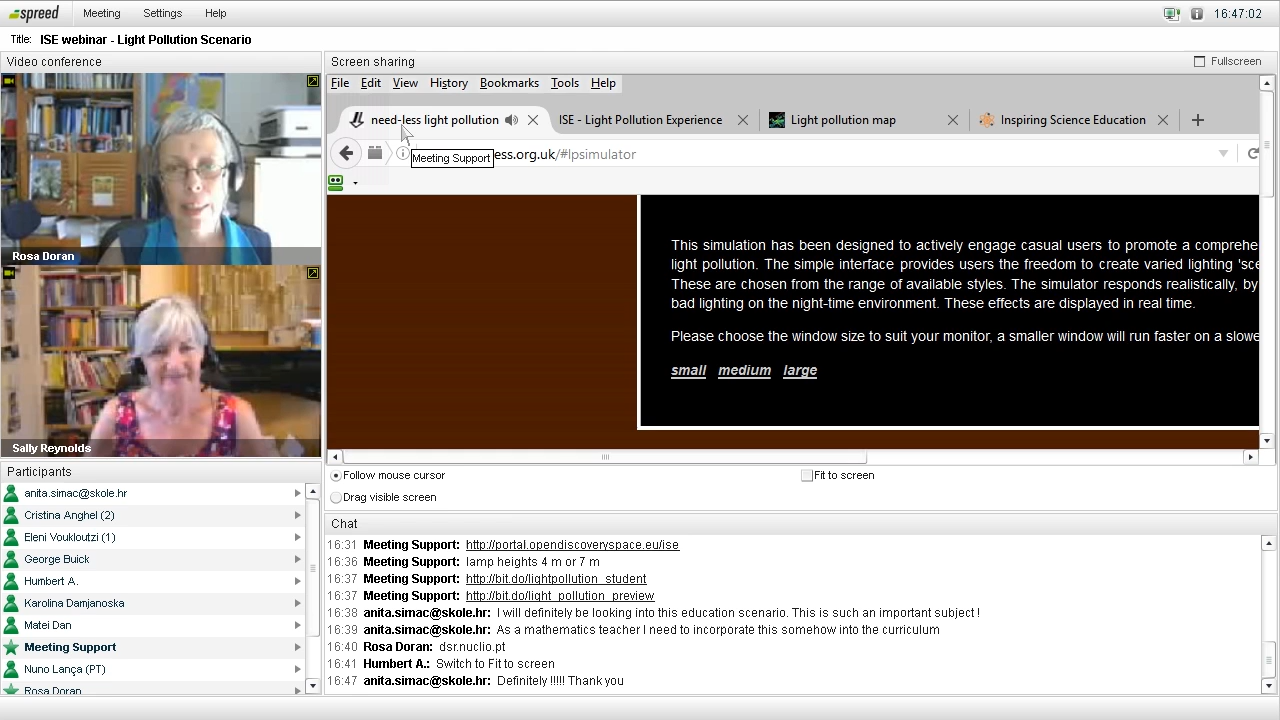 spreed Meeting Settings Help 16:47:02
Title: ISE webinar - Light Pollution Scenario
Video conference
Rosa Doran
Sally Reynolds
Participants
anita.simac@skole.hr
Cristina Anghel (2)
Eleni Voukloutzi (1)
George Buick
Humbert A.
Karolina Damjanoska
Matei Dan
Meeting Support
Nuno Lança (PT)
Rosa Doran
Screen sharing Fullscreen
File Edit View History Bookmarks Tools Help
need-less light pollution ISE - Light Pollution Experience Light pollution map Inspiring Science Education
Meeting Support ess.org.uk/#lpsimulator
This simulation has been designed to actively engage casual users to promote a comprehe
light pollution. The simple interface provides users the freedom to create varied lighting 'sce
These are chosen from the range of available styles. The simulator responds realistically, by
bad lighting on the night-time environment. These effects are displayed in real time.
Please choose the window size to suit your monitor, a smaller window will run faster on a slowe
small medium large
Follow mouse cursor Fit to screen
Drag visible screen
Chat
16:31 Meeting Support: http://portal.opendiscoveryspace.eu/ise
16:36 Meeting Support: lamp heights 4 m or 7 m
16:37 Meeting Support: http://bit.do/lightpollution_student
16:37 Meeting Support: http://bit.do/light_pollution_preview
16:38 anita.simac@skole.hr: I will definitely be looking into this education scenario. This is such an important subject !
16:39 anita.simac@skole.hr: As a mathematics teacher I need to incorporate this somehow into the curriculum
16:40 Rosa Doran: dsr.nuclio.pt
16:41 Humbert A.: Switch to Fit to screen
16:47 anita.simac@skole.hr: Definitely !!!!! Thank you